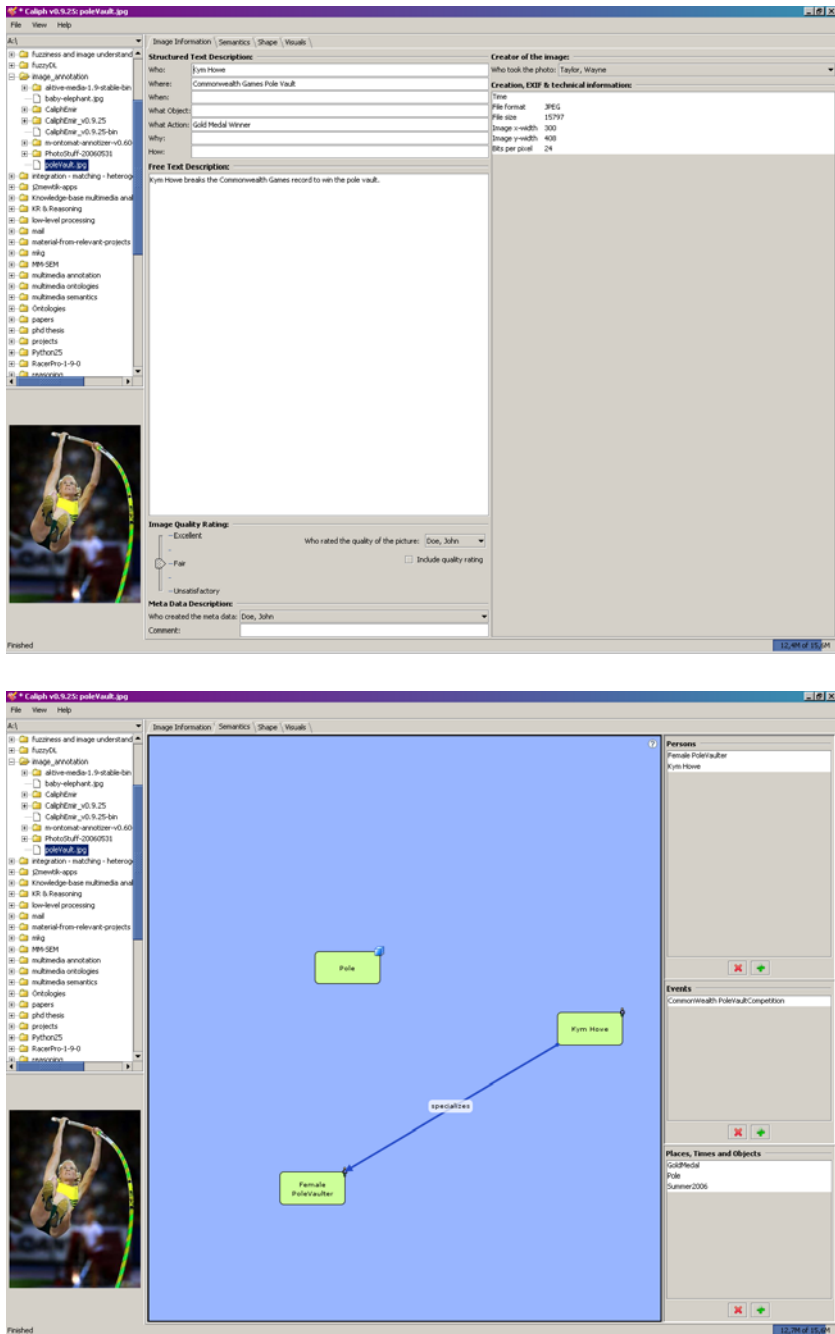 * Caliph v0.9.25: poleVault.jpg
File View Help
A:\
Image Information Semantics Shape Visuals
fuzziness and image understand
fuzzyDL
image_annotation
aktive-media-1.9-stable-bin
baby-elephant.jpg
CaliphEmir
CaliphEmir_v0.9.25
CaliphEmir_v0.9.25-bin
m-ontomat-annotizer-v0.60
PhotoStuff-20060531
poleVault.jpg
integration - matching - heterog
j2mewtk-apps
Knowledge-base multimedia anal
KR & Reasoning
low-level processing
mail
material-from-relevant-projects
mkg
MM-SEM
multimedia annotation
multimedia ontologies
multimedia semantics
Ontologies
papers
phd thesis
projects
Python25
RacerPro-1-9-0
reasoning
Structured Text Description:
Who: Kym Howe
Where: Commonwealth Games Pole Vault
When:
What Object:
What Action: Gold Medal Winner
Why:
How:
Free Text Description:
Kym Howe breaks the Commonwealth Games record to win the pole vault.
Image Quality Rating:
Excellent
Fair
Unsatisfactory
Who rated the quality of the picture: Doe, John
Include quality rating
Meta Data Description:
Who created the meta data: Doe, John
Comment:
Creator of the image:
Who took the photo: Taylor, Wayne
Creation, EXIF & technical information:
Time
File format JPEG
File size 15797
Image x-width 300
Image y-width 408
Bits per pixel 24
Finished
12,4M of 15,6M
* Caliph v0.9.25: poleVault.jpg
File View Help
A:\
Image Information Semantics Shape Visuals
fuzziness and image understand
fuzzyDL
image_annotation
aktive-media-1.9-stable-bin
baby-elephant.jpg
CaliphEmir
CaliphEmir_v0.9.25
CaliphEmir_v0.9.25-bin
m-ontomat-annotizer-v0.60
PhotoStuff-20060531
poleVault.jpg
integration - matching - heterog
j2mewtk-apps
Knowledge-base multimedia anal
KR & Reasoning
low-level processing
mail
material-from-relevant-projects
mkg
MM-SEM
multimedia annotation
multimedia ontologies
multimedia semantics
Ontologies
papers
phd thesis
projects
Python25
RacerPro-1-9-0
reasoning
Pole
Kym Howe
specializes
Female
PoleVaulter
?
Persons
Female PoleVaulter
Kym Howe
Events
CommonWealth PoleVaultCompetition
Places, Times and Objects
GoldMedal
Pole
Summer2006
Finished
12,7M of 15,6M